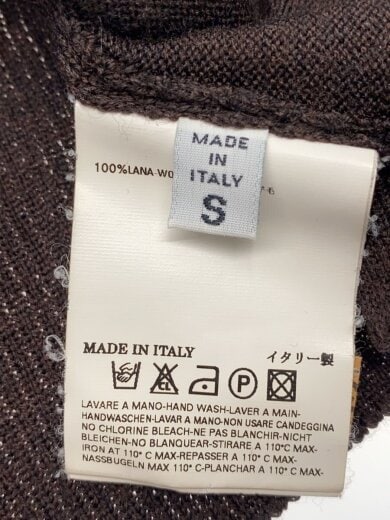 MADE
IN
ITALY
S
100%LANA-WO
MADE IN ITALY
イタリー製
CL
P
LAVARE A MANO-HAND WASH-LAVER A MAIN-
HANDWASCHEN-LAVAR A MANO-NON USARE CANDEGGINA
NO CHLORINE BLEACH-NE PAS BLANCHIR-NICHT
BLEICHEN-NO BLANQUEAR-STIRARE A 110°C MAX-
IRON AT 110° C MAX-REPASSER A 110° C MAX-
NASSBUGELN MAX 110° C-PLANCHAR A 110° C MAX